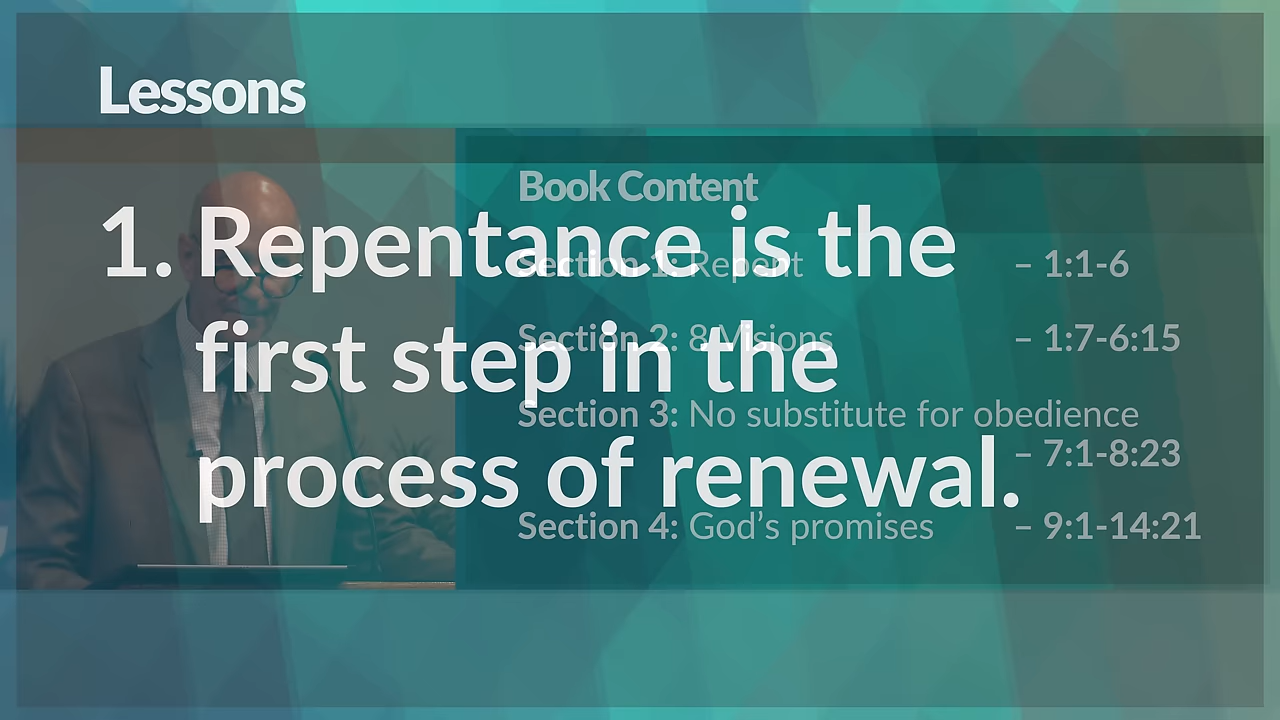 Lessons
1. Repentance is the
first step in the
process of renewal.
Book Content
Section 1: Repent – 1:1-6
Section 2: 8 Visions – 1:7-6:15
Section 3: No substitute for obedience
– 7:1-8:23
Section 4: God’s promises – 9:1-14:21